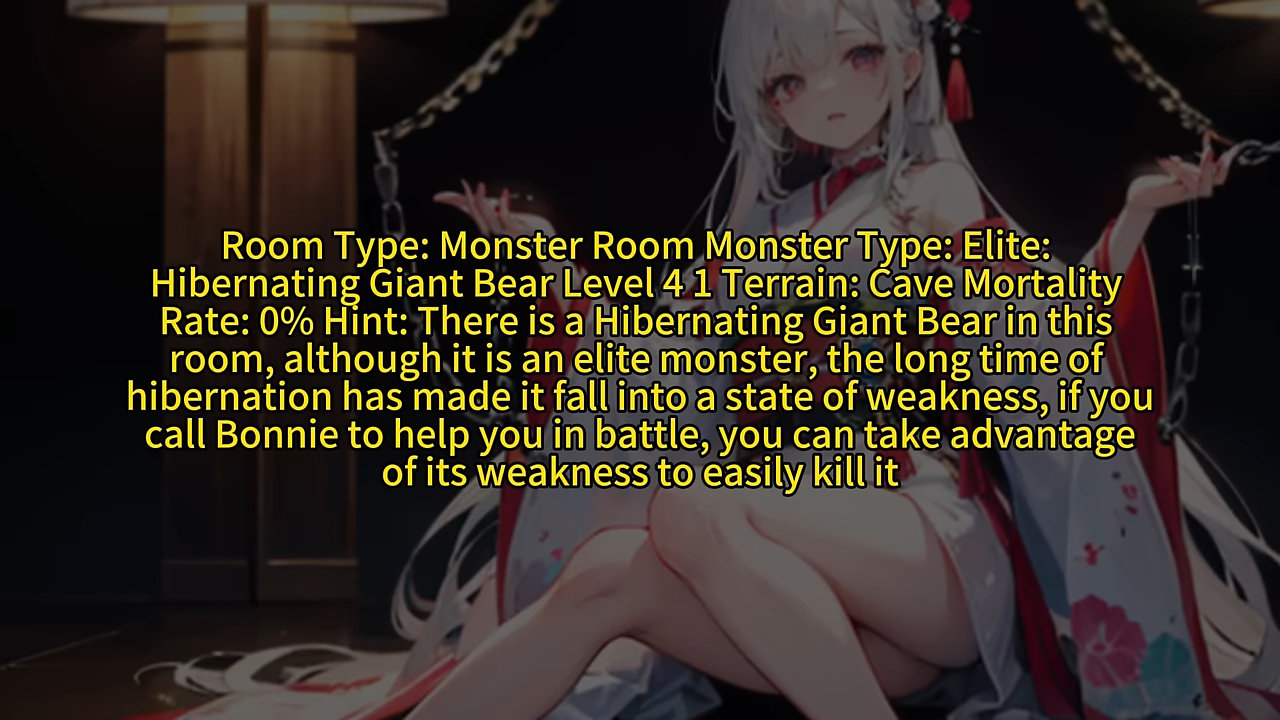 Room Type: Monster Room Monster Type: Elite:
Hibernating Giant Bear Level 4 1 Terrain: Cave Mortality
Rate: 0% Hint: There is a Hibernating Giant Bear in this
room, although it is an elite monster, the long time of
hibernation has made it fall into a state of weakness, if you
call Bonnie to help you in battle, you can take advantage
of its weakness to easily kill it